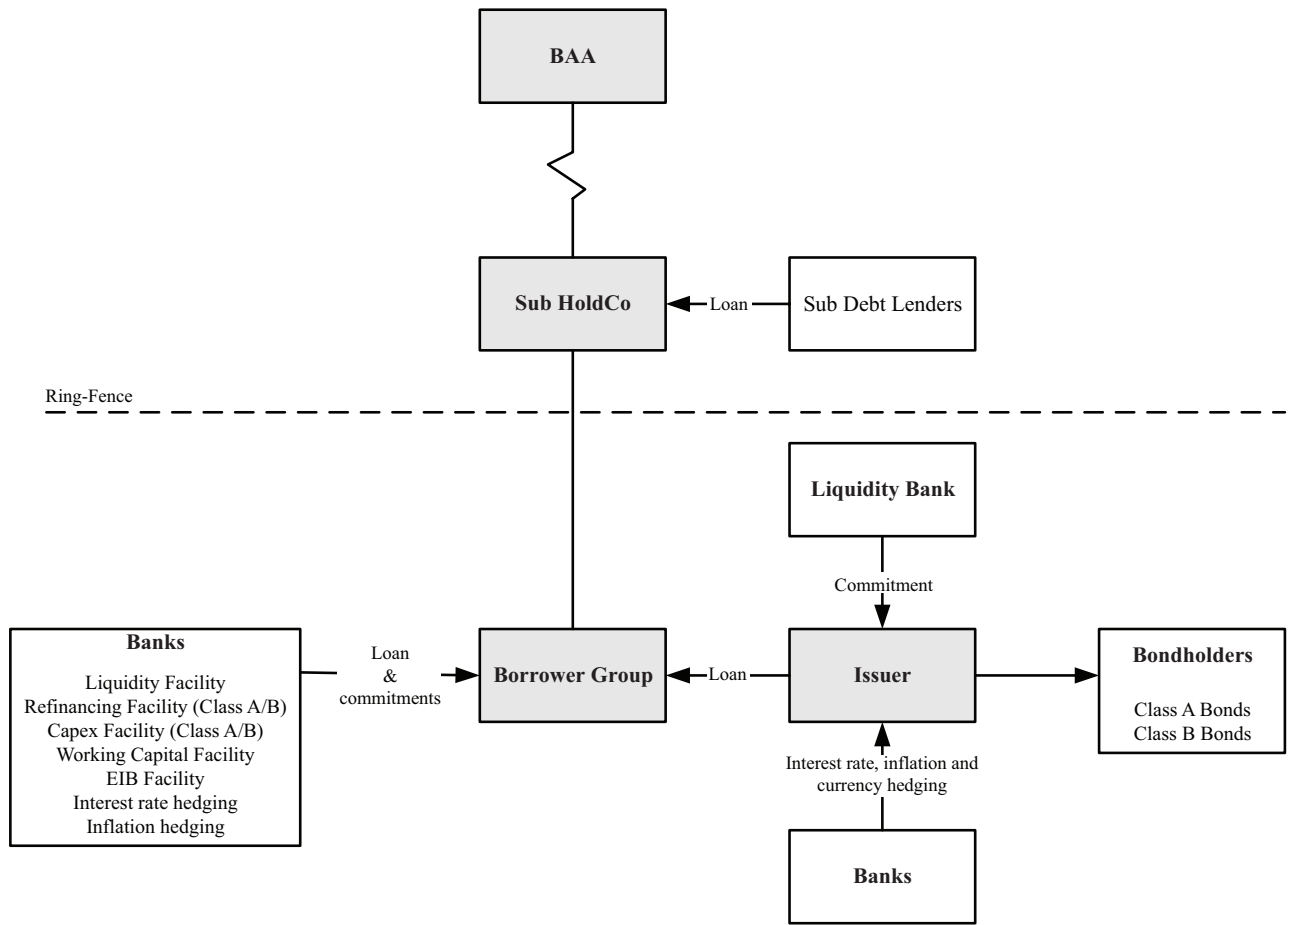 BAA
Sub HoldCo
Loan
Sub Debt Lenders
Ring-Fence
Liquidity Bank
Commitment
Banks
Liquidity Facility
Refinancing Facility (Class A/B)
Capex Facility (Class A/B)
Working Capital Facility
EIB Facility
Interest rate hedging
Inflation hedging
Loan
&
commitments
Borrower Group
Loan
Issuer
Bondholders
Class A Bonds
Class B Bonds
Interest rate, inflation and
currency hedging
Banks